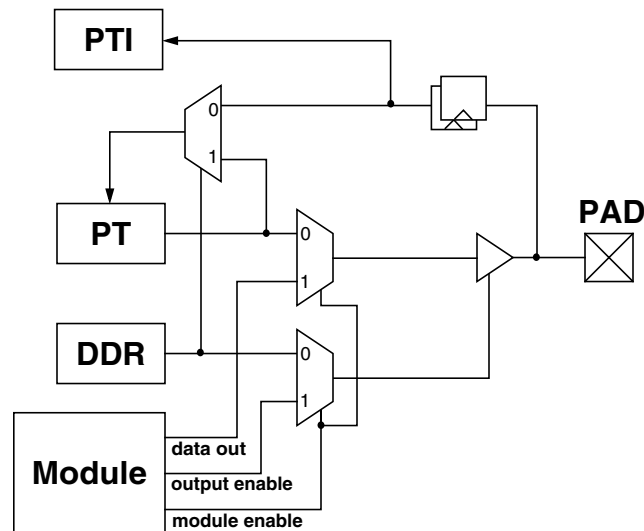 PTI
0
1
PT
PAD
0
1
DDR
0
1
Module
data out
output enable
module enable